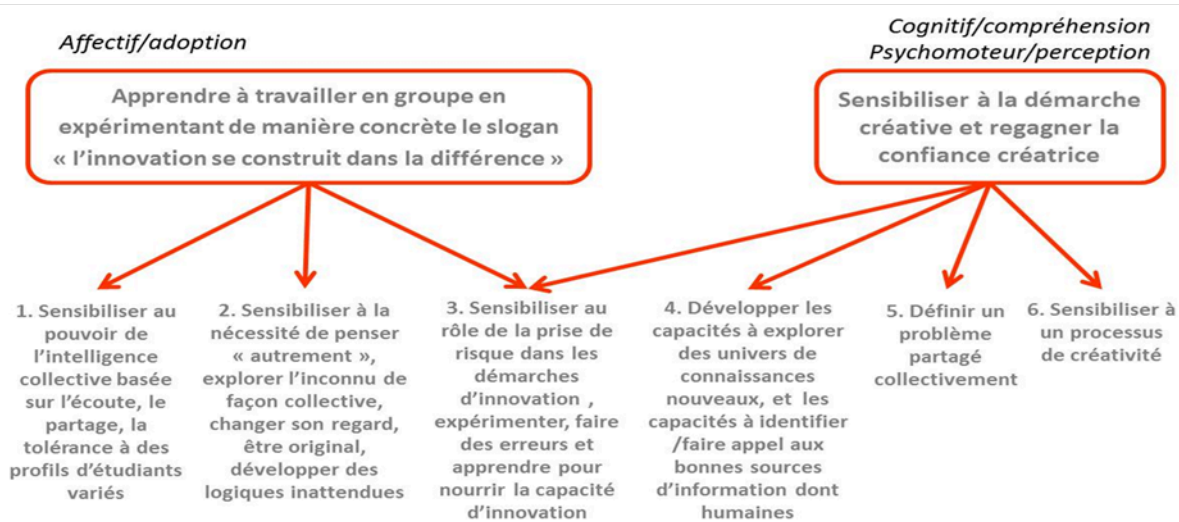 Affectif/adoption
Cognitif/compréhension
Psychomoteur/perception
Apprendre à travailler en groupe en
expérimentant de manière concrète le slogan
« l’innovation se construit dans la différence »
Sensibiliser à la démarche
créative et regagner la
confiance créatrice
1. Sensibiliser au
pouvoir de
l’intelligence
collective basée
sur l’écoute, le
partage, la
tolérance à des
profils d’étudiants
variés
2. Sensibiliser à la
nécessité de penser
« autrement »,
explorer l’inconnu de
façon collective,
changer son regard,
être original,
développer des
logiques inattendues
3. Sensibiliser au
rôle de la prise de
risque dans les
démarches
d’innovation ,
expérimenter, faire
des erreurs et
apprendre pour
nourrir la capacité
d’innovation
4. Développer les
capacités à explorer
des univers de
connaissances
nouveaux, et les
capacités à identifier
/faire appel aux
bonnes sources
d’information dont
humaines
5. Définir un
problème
partagé
collectivement
6. Sensibiliser à
un processus
de créativité